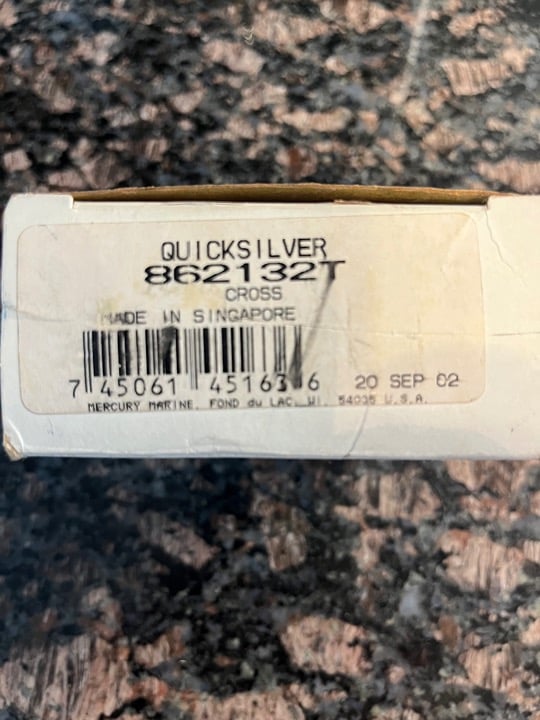 QUICKSILVER
862132T
CROSS
MADE IN SINGAPORE
7 45061 45163 6 20 SEP 02
MERCURY MARINE, FOND du LAC, WI. 54935 U.S.A.